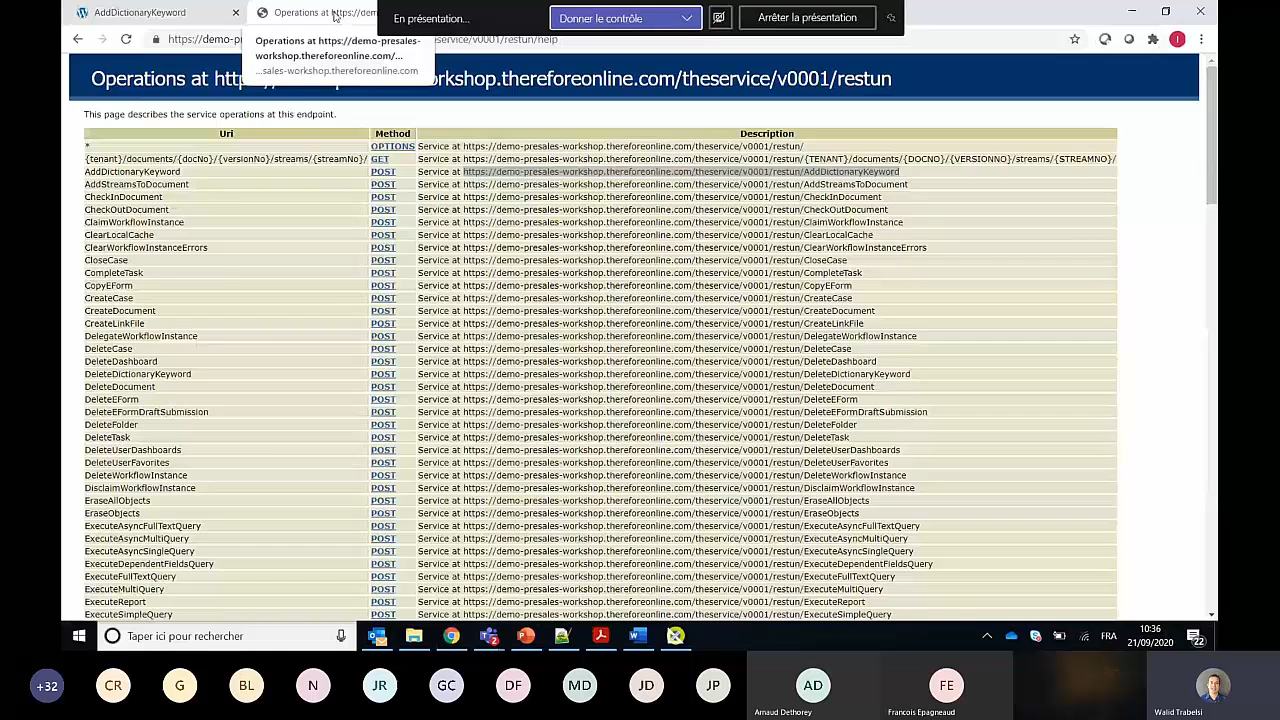 AddDictionaryKeyword
Operations at https://dem
En présentation...
Donner le contrôle
Arrêter la présentation
https://demo-p
service/v0001/restun/help
Operations at https://demo-presales-
workshop.thereforeonline.com/...
...sales-workshop.thereforeonline.com
I
Operations at https://demo-presales-workshop.thereforeonline.com/theservice/v0001/restun
This page describes the service operations at this endpoint.
Uri Method Description
* OPTIONS Service at https://demo-presales-workshop.thereforeonline.com/theservice/v0001/restun/
{tenant}/documents/{docNo}/{versionNo}/streams/{streamNo}/ GET Service at https://demo-presales-workshop.thereforeonline.com/theservice/v0001/restun/{TENANT}/documents/{DOCNO}/{VERSIONNO}/streams/{STREAMNO}/
AddDictionaryKeyword POST Service at https://demo-presales-workshop.thereforeonline.com/theservice/v0001/restun/AddDictionaryKeyword
AddStreamsToDocument POST Service at https://demo-presales-workshop.thereforeonline.com/theservice/v0001/restun/AddStreamsToDocument
CheckInDocument POST Service at https://demo-presales-workshop.thereforeonline.com/theservice/v0001/restun/CheckInDocument
CheckOutDocument POST Service at https://demo-presales-workshop.thereforeonline.com/theservice/v0001/restun/CheckOutDocument
ClaimWorkflowInstance POST Service at https://demo-presales-workshop.thereforeonline.com/theservice/v0001/restun/ClaimWorkflowInstance
ClearLocalCache POST Service at https://demo-presales-workshop.thereforeonline.com/theservice/v0001/restun/ClearLocalCache
ClearWorkflowInstanceErrors POST Service at https://demo-presales-workshop.thereforeonline.com/theservice/v0001/restun/ClearWorkflowInstanceErrors
CloseCase POST Service at https://demo-presales-workshop.thereforeonline.com/theservice/v0001/restun/CloseCase
CompleteTask POST Service at https://demo-presales-workshop.thereforeonline.com/theservice/v0001/restun/CompleteTask
CopyEForm POST Service at https://demo-presales-workshop.thereforeonline.com/theservice/v0001/restun/CopyEForm
CreateCase POST Service at https://demo-presales-workshop.thereforeonline.com/theservice/v0001/restun/CreateCase
CreateDocument POST Service at https://demo-presales-workshop.thereforeonline.com/theservice/v0001/restun/CreateDocument
CreateLinkFile POST Service at https://demo-presales-workshop.thereforeonline.com/theservice/v0001/restun/CreateLinkFile
DelegateWorkflowInstance POST Service at https://demo-presales-workshop.thereforeonline.com/theservice/v0001/restun/DelegateWorkflowInstance
DeleteCase POST Service at https://demo-presales-workshop.thereforeonline.com/theservice/v0001/restun/DeleteCase
DeleteDashboard POST Service at https://demo-presales-workshop.thereforeonline.com/theservice/v0001/restun/DeleteDashboard
DeleteDictionaryKeyword POST Service at https://demo-presales-workshop.thereforeonline.com/theservice/v0001/restun/DeleteDictionaryKeyword
DeleteDocument POST Service at https://demo-presales-workshop.thereforeonline.com/theservice/v0001/restun/DeleteDocument
DeleteEForm POST Service at https://demo-presales-workshop.thereforeonline.com/theservice/v0001/restun/DeleteEForm
DeleteEFormDraftSubmission POST Service at https://demo-presales-workshop.thereforeonline.com/theservice/v0001/restun/DeleteEFormDraftSubmission
DeleteFolder POST Service at https://demo-presales-workshop.thereforeonline.com/theservice/v0001/restun/DeleteFolder
DeleteTask POST Service at https://demo-presales-workshop.thereforeonline.com/theservice/v0001/restun/DeleteTask
DeleteUserDashboards POST Service at https://demo-presales-workshop.thereforeonline.com/theservice/v0001/restun/DeleteUserDashboards
DeleteUserFavorites POST Service at https://demo-presales-workshop.thereforeonline.com/theservice/v0001/restun/DeleteUserFavorites
DeleteWorkflowInstance POST Service at https://demo-presales-workshop.thereforeonline.com/theservice/v0001/restun/DeleteWorkflowInstance
DisclaimWorkflowInstance POST Service at https://demo-presales-workshop.thereforeonline.com/theservice/v0001/restun/DisclaimWorkflowInstance
EraseAllObjects POST Service at https://demo-presales-workshop.thereforeonline.com/theservice/v0001/restun/EraseAllObjects
EraseObjects POST Service at https://demo-presales-workshop.thereforeonline.com/theservice/v0001/restun/EraseObjects
ExecuteAsyncFullTextQuery POST Service at https://demo-presales-workshop.thereforeonline.com/theservice/v0001/restun/ExecuteAsyncFullTextQuery
ExecuteAsyncMultiQuery POST Service at https://demo-presales-workshop.thereforeonline.com/theservice/v0001/restun/ExecuteAsyncMultiQuery
ExecuteAsyncSingleQuery POST Service at https://demo-presales-workshop.thereforeonline.com/theservice/v0001/restun/ExecuteAsyncSingleQuery
ExecuteDependentFieldsQuery POST Service at https://demo-presales-workshop.thereforeonline.com/theservice/v0001/restun/ExecuteDependentFieldsQuery
ExecuteFullTextQuery POST Service at https://demo-presales-workshop.thereforeonline.com/theservice/v0001/restun/ExecuteFullTextQuery
ExecuteMultiQuery POST Service at https://demo-presales-workshop.thereforeonline.com/theservice/v0001/restun/ExecuteMultiQuery
ExecuteReport POST Service at https://demo-presales-workshop.thereforeonline.com/theservice/v0001/restun/ExecuteReport
ExecuteSimpleQuery POST Service at https://demo-presales-workshop.thereforeonline.com/theservice/v0001/restun/ExecuteSimpleQuery
Taper ici pour rechercher
2
FRA
10:36
21/09/2020
22
+32 CR G BL N JR GC DF MD JD JP AD FE
Arnaud Dethorey Francois Epagneaud Walid Trabelsi